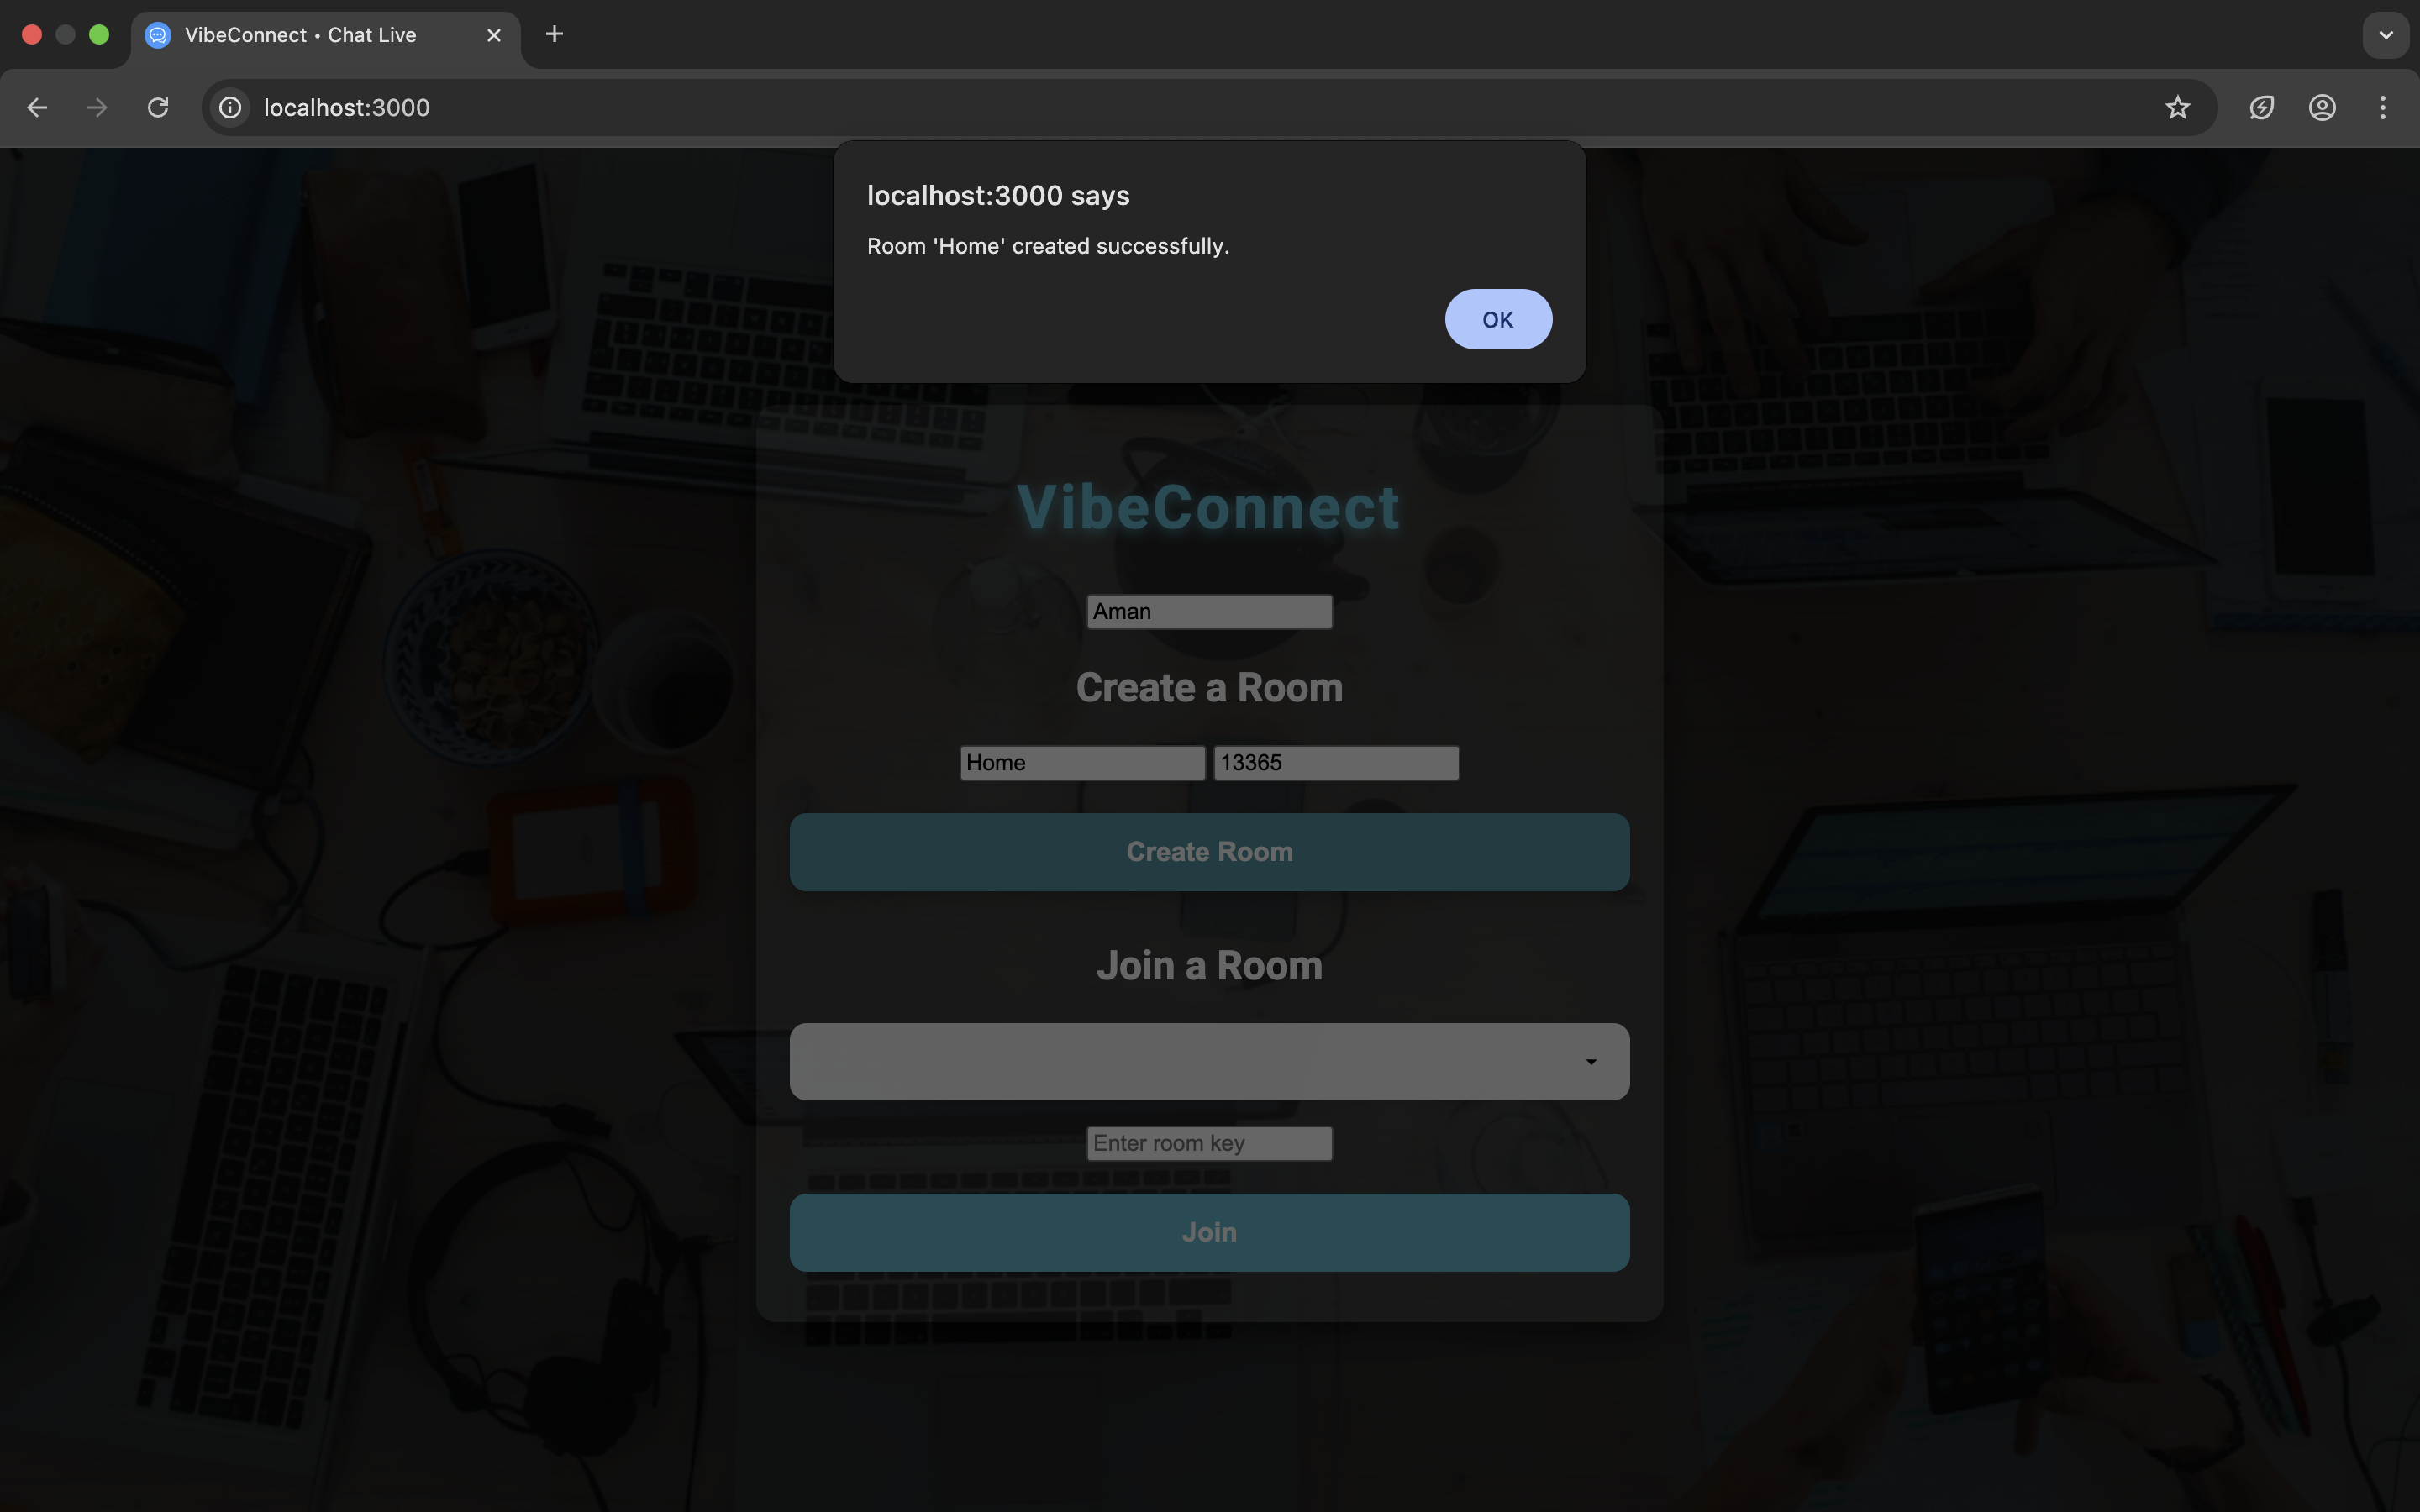 VibeConnect • Chat Live
localhost:3000
localhost:3000 says
Room 'Home' created successfully.
OK
VibeConnect
Aman
Create a Room
Home 13365
Create Room
Join a Room
Enter room key
Join